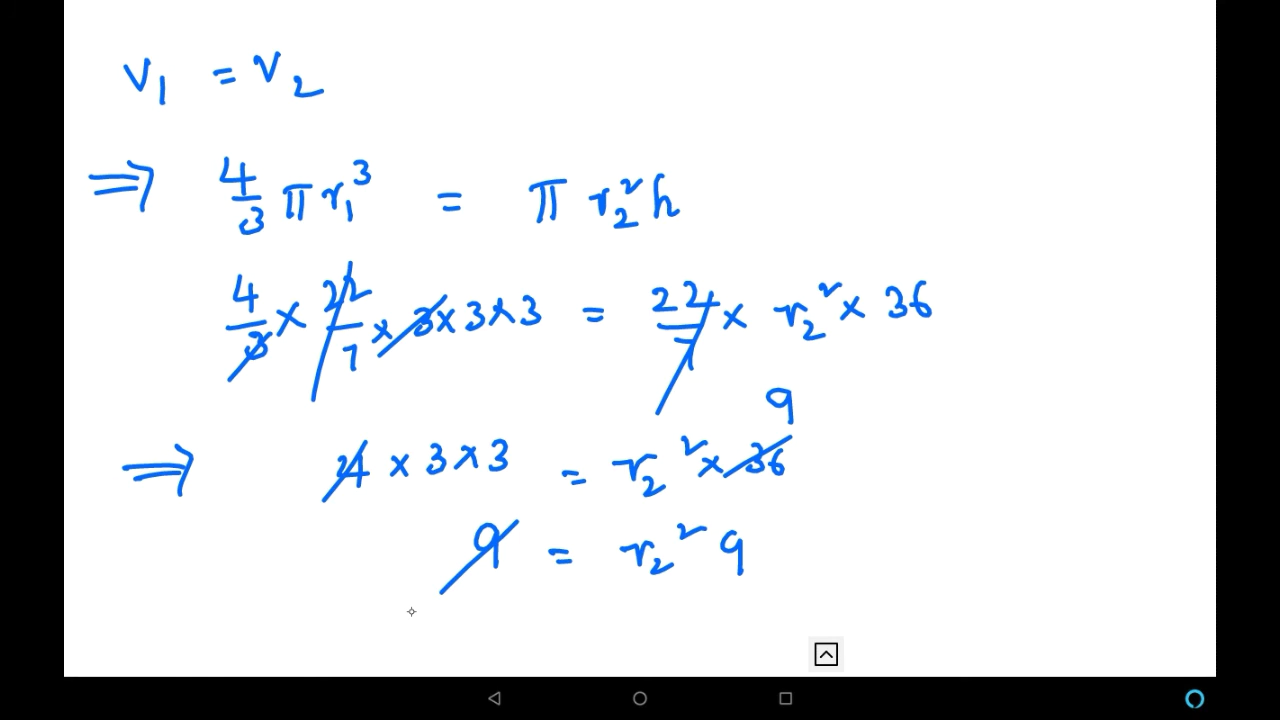 V₁ = V₂
⇒ 4/3 π r₁³ = π r₂² h
4/3 × 22/7 × 3 × 3 × 3 = 22/7 × r₂² × 36
9
⇒ 4 × 3 × 3 = r₂² × 36
9 = r₂² 9